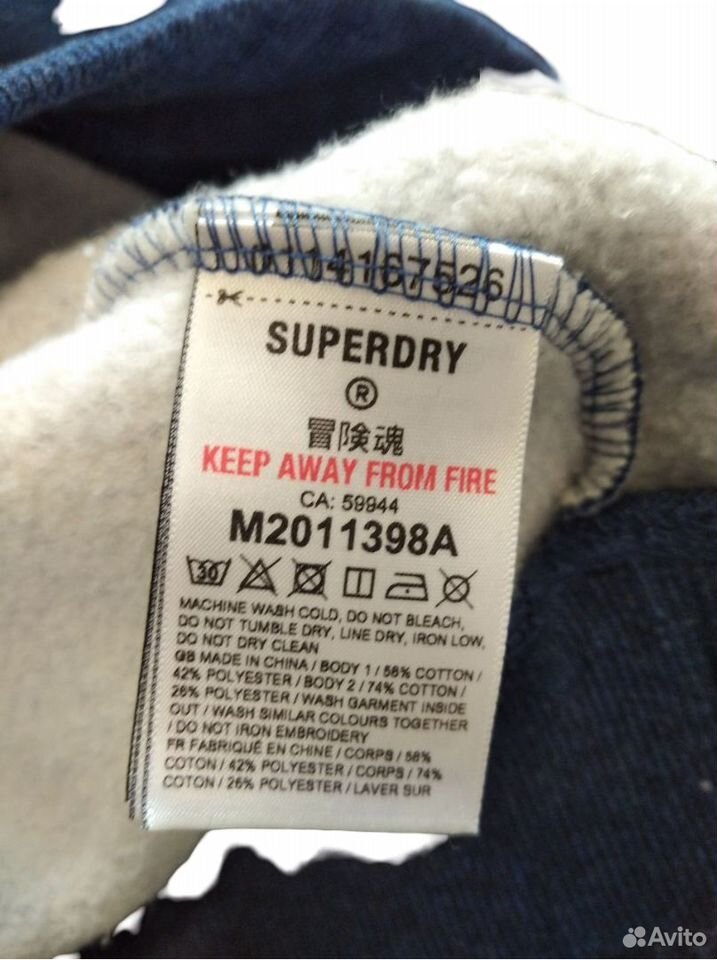 14167526
SUPERDRY
®
冒険魂
KEEP AWAY FROM FIRE
CA: 59944
M2011398A
30
MACHINE WASH COLD, DO NOT BLEACH,
DO NOT TUMBLE DRY, LINE DRY, IRON LOW,
DO NOT DRY CLEAN
GB MADE IN CHINA / BODY 1 / 58% COTTON /
42% POLYESTER / BODY 2 / 74% COTTON /
26% POLYESTER / WASH GARMENT INSIDE
OUT / WASH SIMILAR COLOURS TOGETHER
/ DO NOT IRON EMBROIDERY
FR FABRIQUÉ EN CHINE / CORPS / 58%
COTON / 42% POLYESTER / CORPS / 74%
COTON / 26% POLYESTER / LAVER SUR
Avito